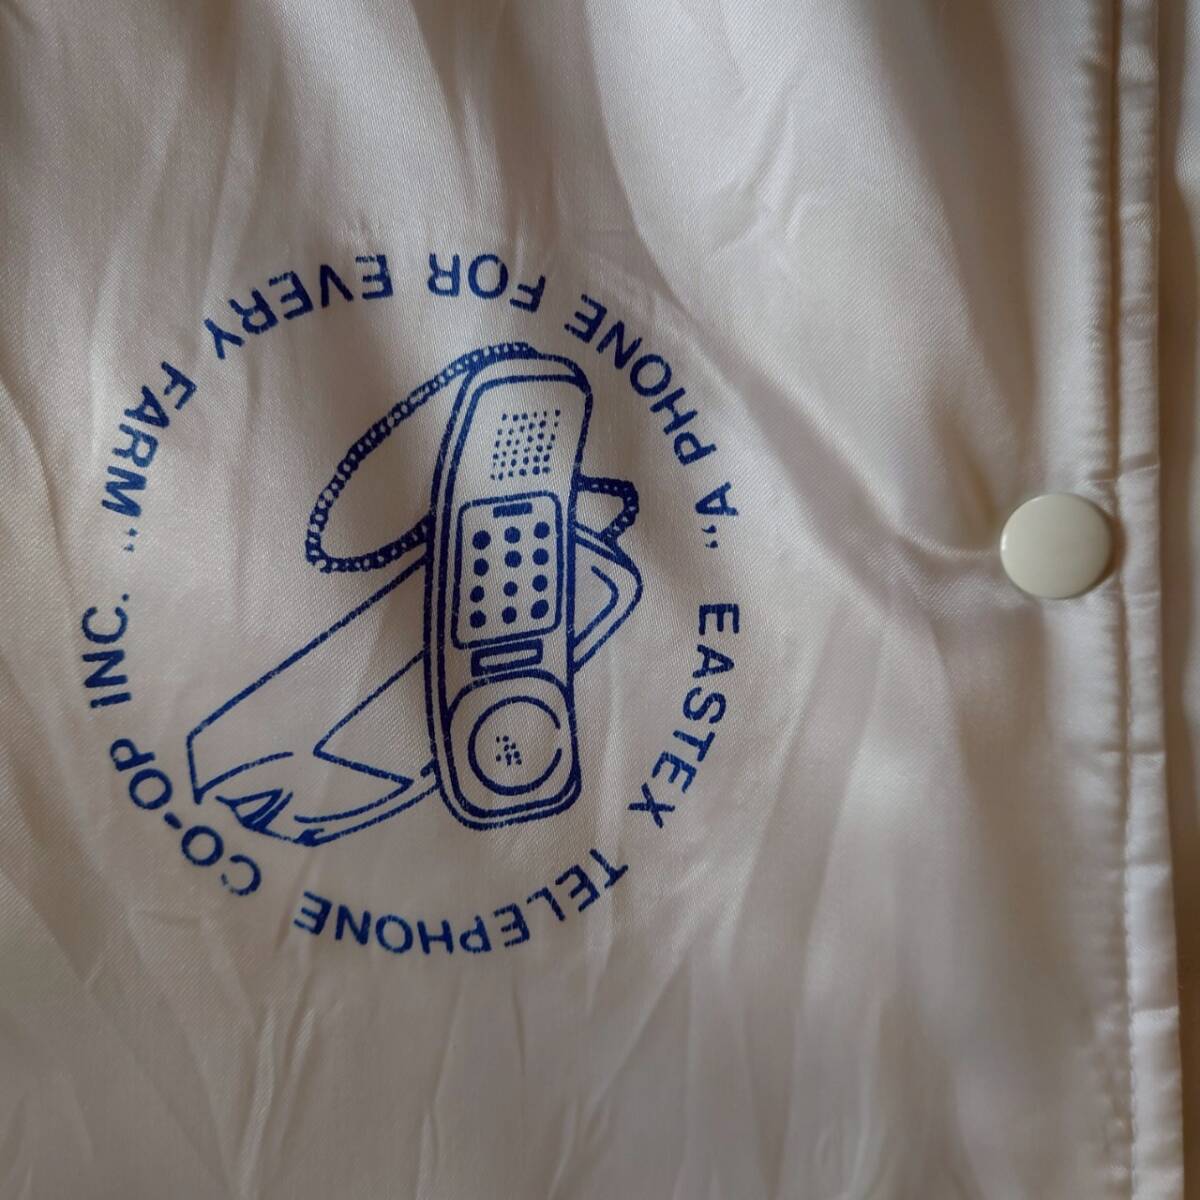 EASTEX TELEPHONE CO-OP INC.
"A PHONE FOR EVERY FARM"